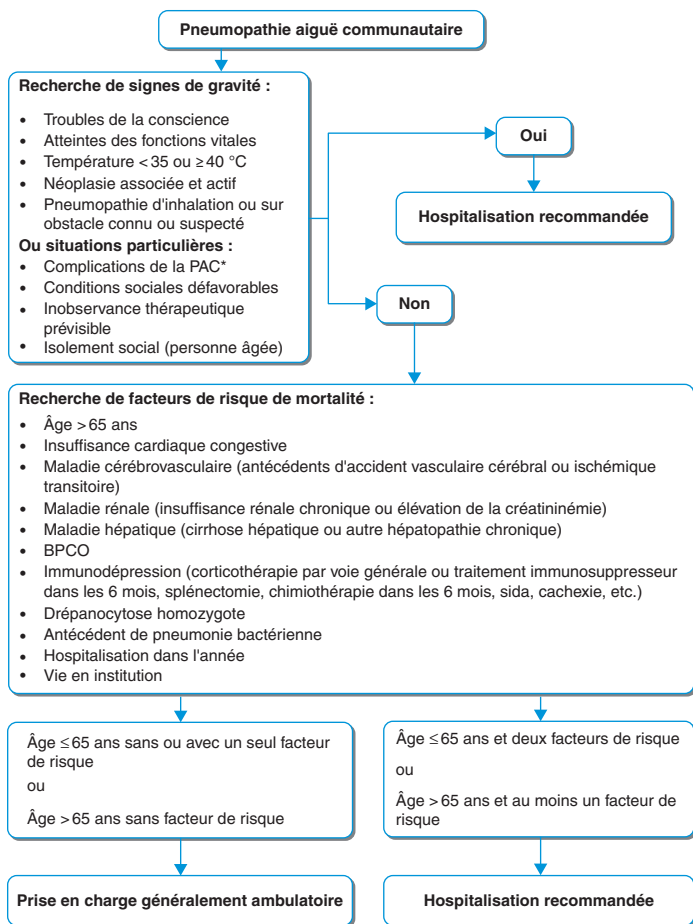 Pneumopathie aiguë communautaire
Recherche de signes de gravité :
• Troubles de la conscience
• Atteintes des fonctions vitales
• Température < 35 ou ≥ 40 °C
• Néoplasie associée et actif
• Pneumopathie d'inhalation ou sur
obstacle connu ou suspecté
Ou situations particulières :
• Complications de la PAC*
• Conditions sociales défavorables
• Inobservance thérapeutique
prévisible
• Isolement social (personne âgée)
Oui
Hospitalisation recommandée
Non
Recherche de facteurs de risque de mortalité :
• Âge > 65 ans
• Insuffisance cardiaque congestive
• Maladie cérébrovasculaire (antécédents d'accident vasculaire cérébral ou ischémique
transitoire)
• Maladie rénale (insuffisance rénale chronique ou élévation de la créatininémie)
• Maladie hépatique (cirrhose hépatique ou autre hépatopathie chronique)
• BPCO
• Immunodépression (corticothérapie par voie générale ou traitement immunosuppresseur
dans les 6 mois, splénectomie, chimiothérapie dans les 6 mois, sida, cachexie, etc.)
• Drépanocytose homozygote
• Antécédent de pneumonie bactérienne
• Hospitalisation dans l'année
• Vie en institution
Âge ≤ 65 ans sans ou avec un seul facteur
de risque
ou
Âge > 65 ans sans facteur de risque
Âge ≤ 65 ans et deux facteurs de risque
ou
Âge > 65 ans et au moins un facteur de
risque
Prise en charge généralement ambulatoire
Hospitalisation recommandée